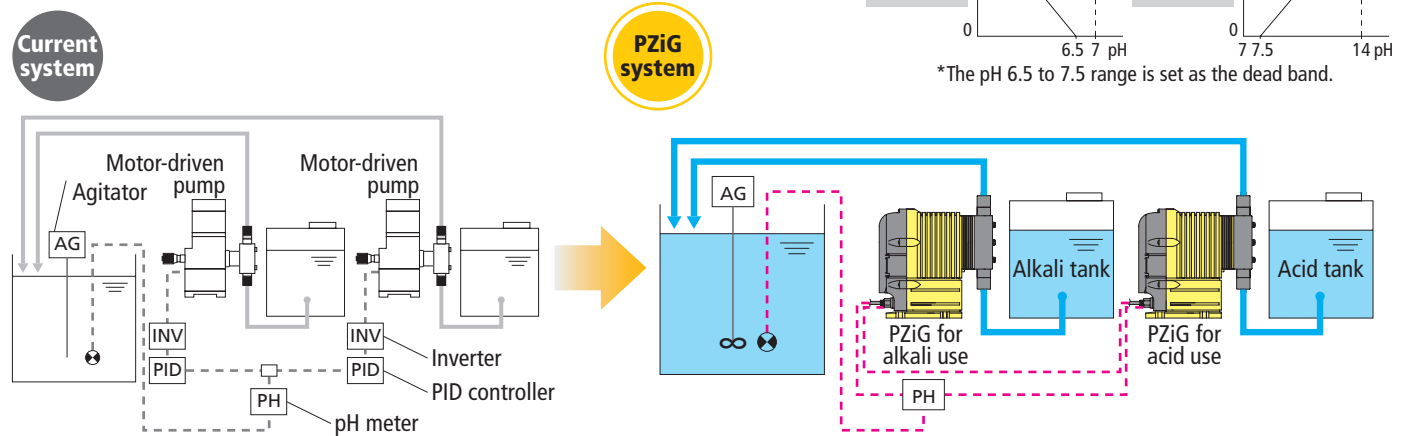 0
6.5 7 pH
0
7 7.5
14 pH
*The pH 6.5 to 7.5 range is set as the dead band.
Current
system
PZiG
system
Motor-driven
pump
Motor-driven
pump
Agitator
AG
INV
PID
INV
PID
Inverter
PID controller
PH
pH meter
AG
Alkali tank
Acid tank
PZiG for
alkali use
PZiG for
acid use
PH